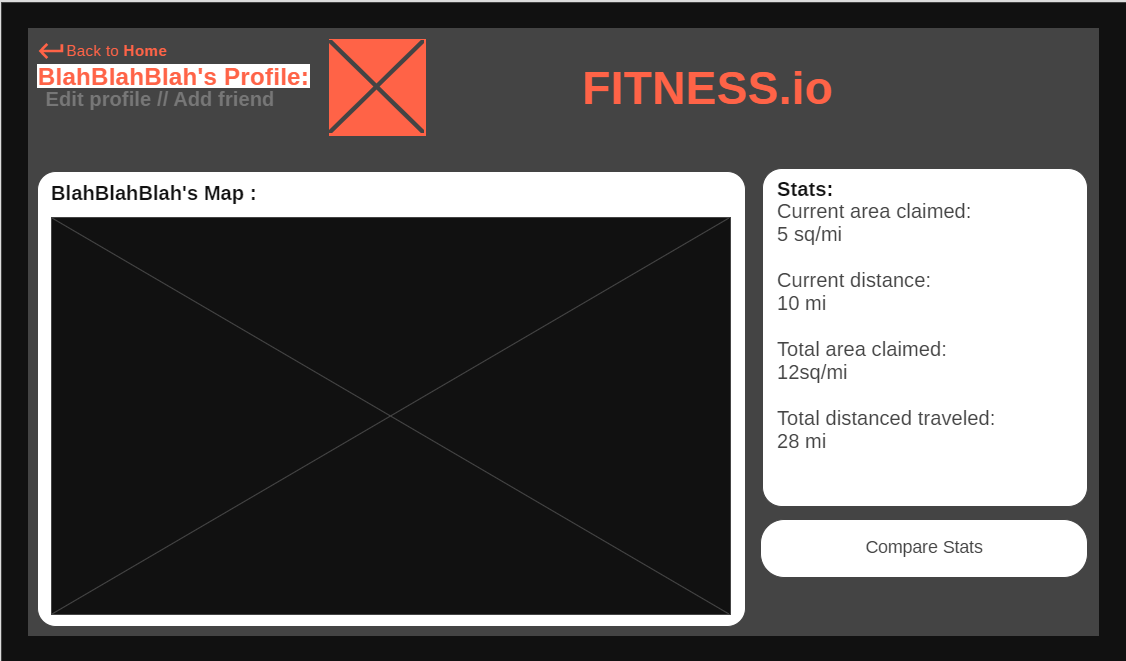 Back to Home
BlahBlahBlah's Profile:
Edit profile // Add friend
FITNESS.io
BlahBlahBlah's Map :
Stats:
Current area claimed:
5 sq/mi
Current distance:
10 mi
Total area claimed:
12sq/mi
Total distanced traveled:
28 mi
Compare Stats